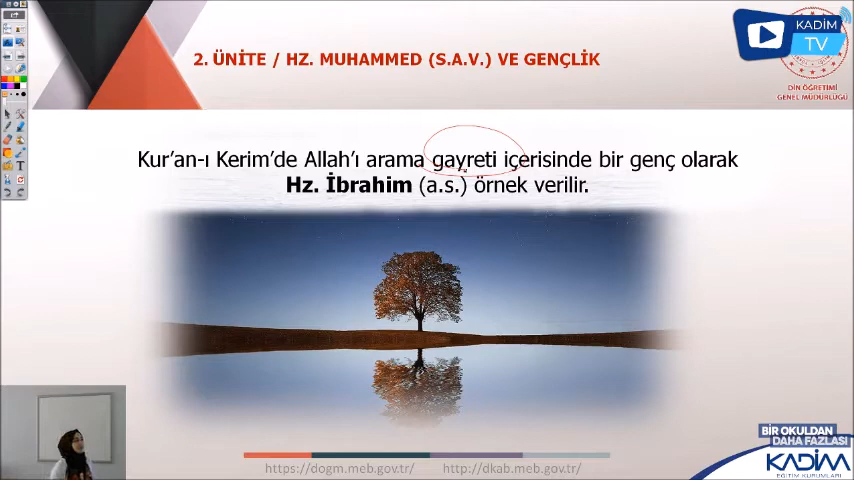 2. ÜNİTE / HZ. MUHAMMED (S.A.V.) VE GENÇLİK
KADİM
TV
DİN ÖĞRETİMİ
GENEL MÜDÜRLÜĞÜ
Kur'an-ı Kerim'de Allah'ı arama gayreti içerisinde bir genç olarak
Hz. İbrahim (a.s.) örnek verilir.
BİR OKULDAN
DAHA FAZLASI
KADİM
EĞİTİM KURUMLARI
https://dogm.meb.gov.tr/ http://dkab.meb.gov.tr/